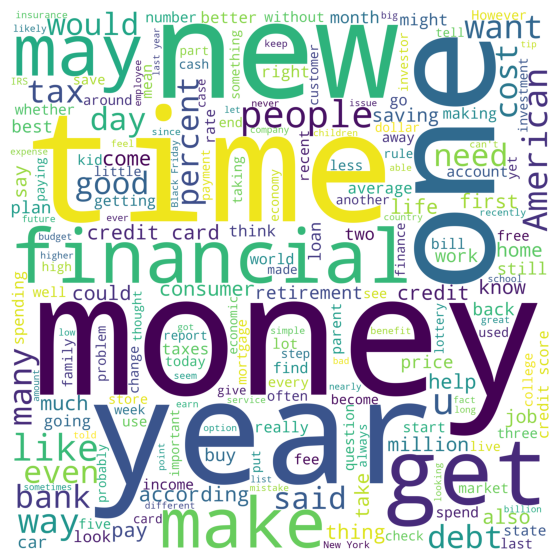 insurance
likely
big
number
better
without
month
might
keep
However
tell
tip
IRS
last year
employee
may
new
would
part
cash
something
right
customer
investor
one
want
tax
save
mean
around
case
people
saving
cost
go
making
dollar
investment
American
whether
best
day
percent
rate
end
let
never
issue
company
children
since
feel
say
expense
plan
future
kid
paying
come
little
getting
good
time
Black Friday
payment
taking
economy
another
recent
less
average
away
rule
able
account
can't
yet
need
first
recently
life
country
budget
higher
high
ever
financial
credit card
think
loan
two
world
made
finance
bill
work
free
home
still
school
spending
well
could
consumer
retirement
see
credit
know
many
low
family
amount
problem
seem
change
thought
got
report
taxes
today
economic
lot
simple
step
find
every
often
mortgage
give
parent
become
benefit
bad
nearly
lottery
price
help
back
used
great
college
credit score
money
much
going
store
week
use
service
told
probably
like
even
year
u
get
job
three
fact
long
really
important
earn
option
point
buy
put
list
fee
question
always
start
million
live
take
market
looking
billion
bank
five
way
car
sometimes
look
according
income
different
card
pay
mistake
make
said
New York
thing
check
spend
debt
also
state
last